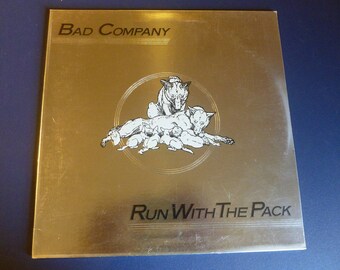 BAD COMPANY
RUN WITH THE PACK